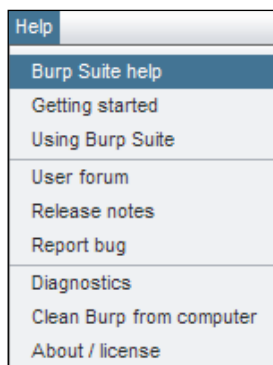 Help
Burp Suite help
Getting started
Using Burp Suite
User forum
Release notes
Report bug
Diagnostics
Clean Burp from computer
About / license